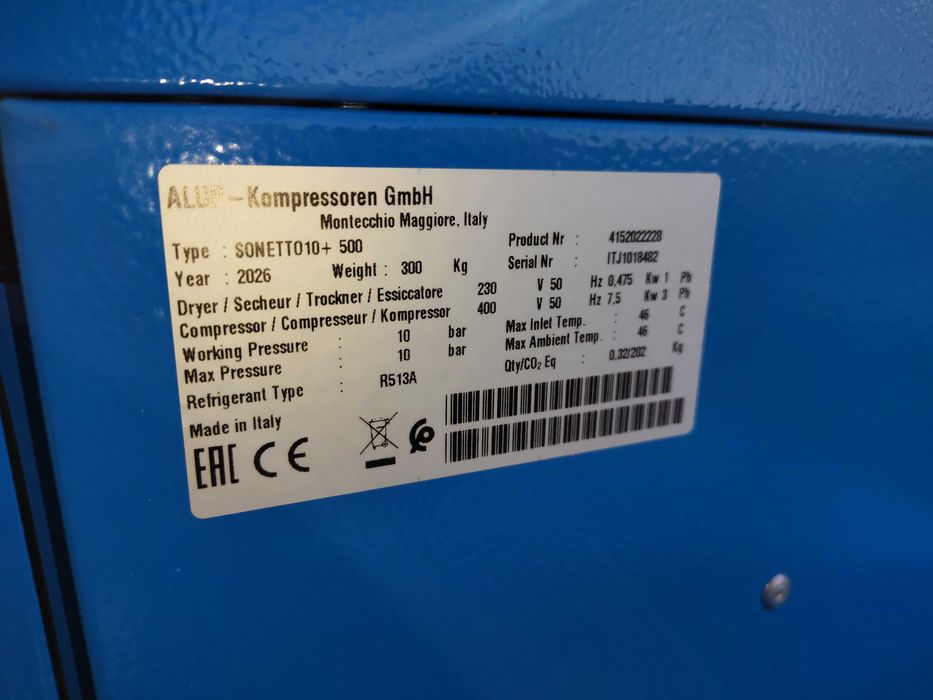 ALUP-Kompressoren GmbH
Montecchio Maggiore, Italy
Type : SONETTO10+ 500 Product Nr : 4152022228
Year : 2026 Weight : 300 Kg Serial Nr : ITJ1018482
Dryer / Secheur / Trockner / Essiccatore 230 V 50 Hz 0,475 Kw 1 Ph
Compressor / Compresseur / Kompressor 400 V 50 Hz 7,5 Kw 3 Ph
Working Pressure : 10 bar Max Inlet Temp. : 46 C
Max Pressure : 10 bar Max Ambient Temp. : 46 C
Refrigerant Type : R513A Qty/CO₂ Eq : 0,32/202 Kg
Made in Italy
EAC CE